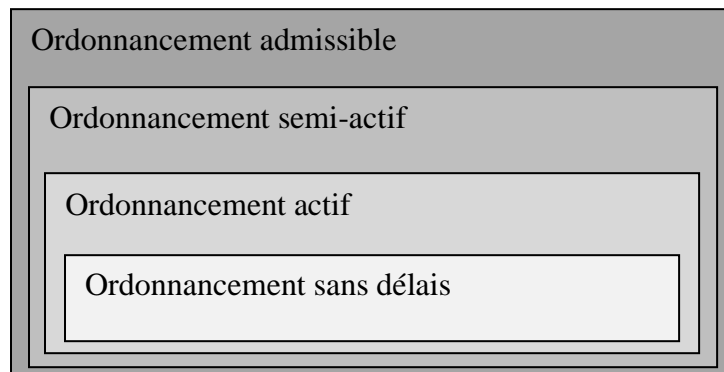 Ordonnancement admissible
Ordonnancement semi-actif
Ordonnancement actif
Ordonnancement sans délais